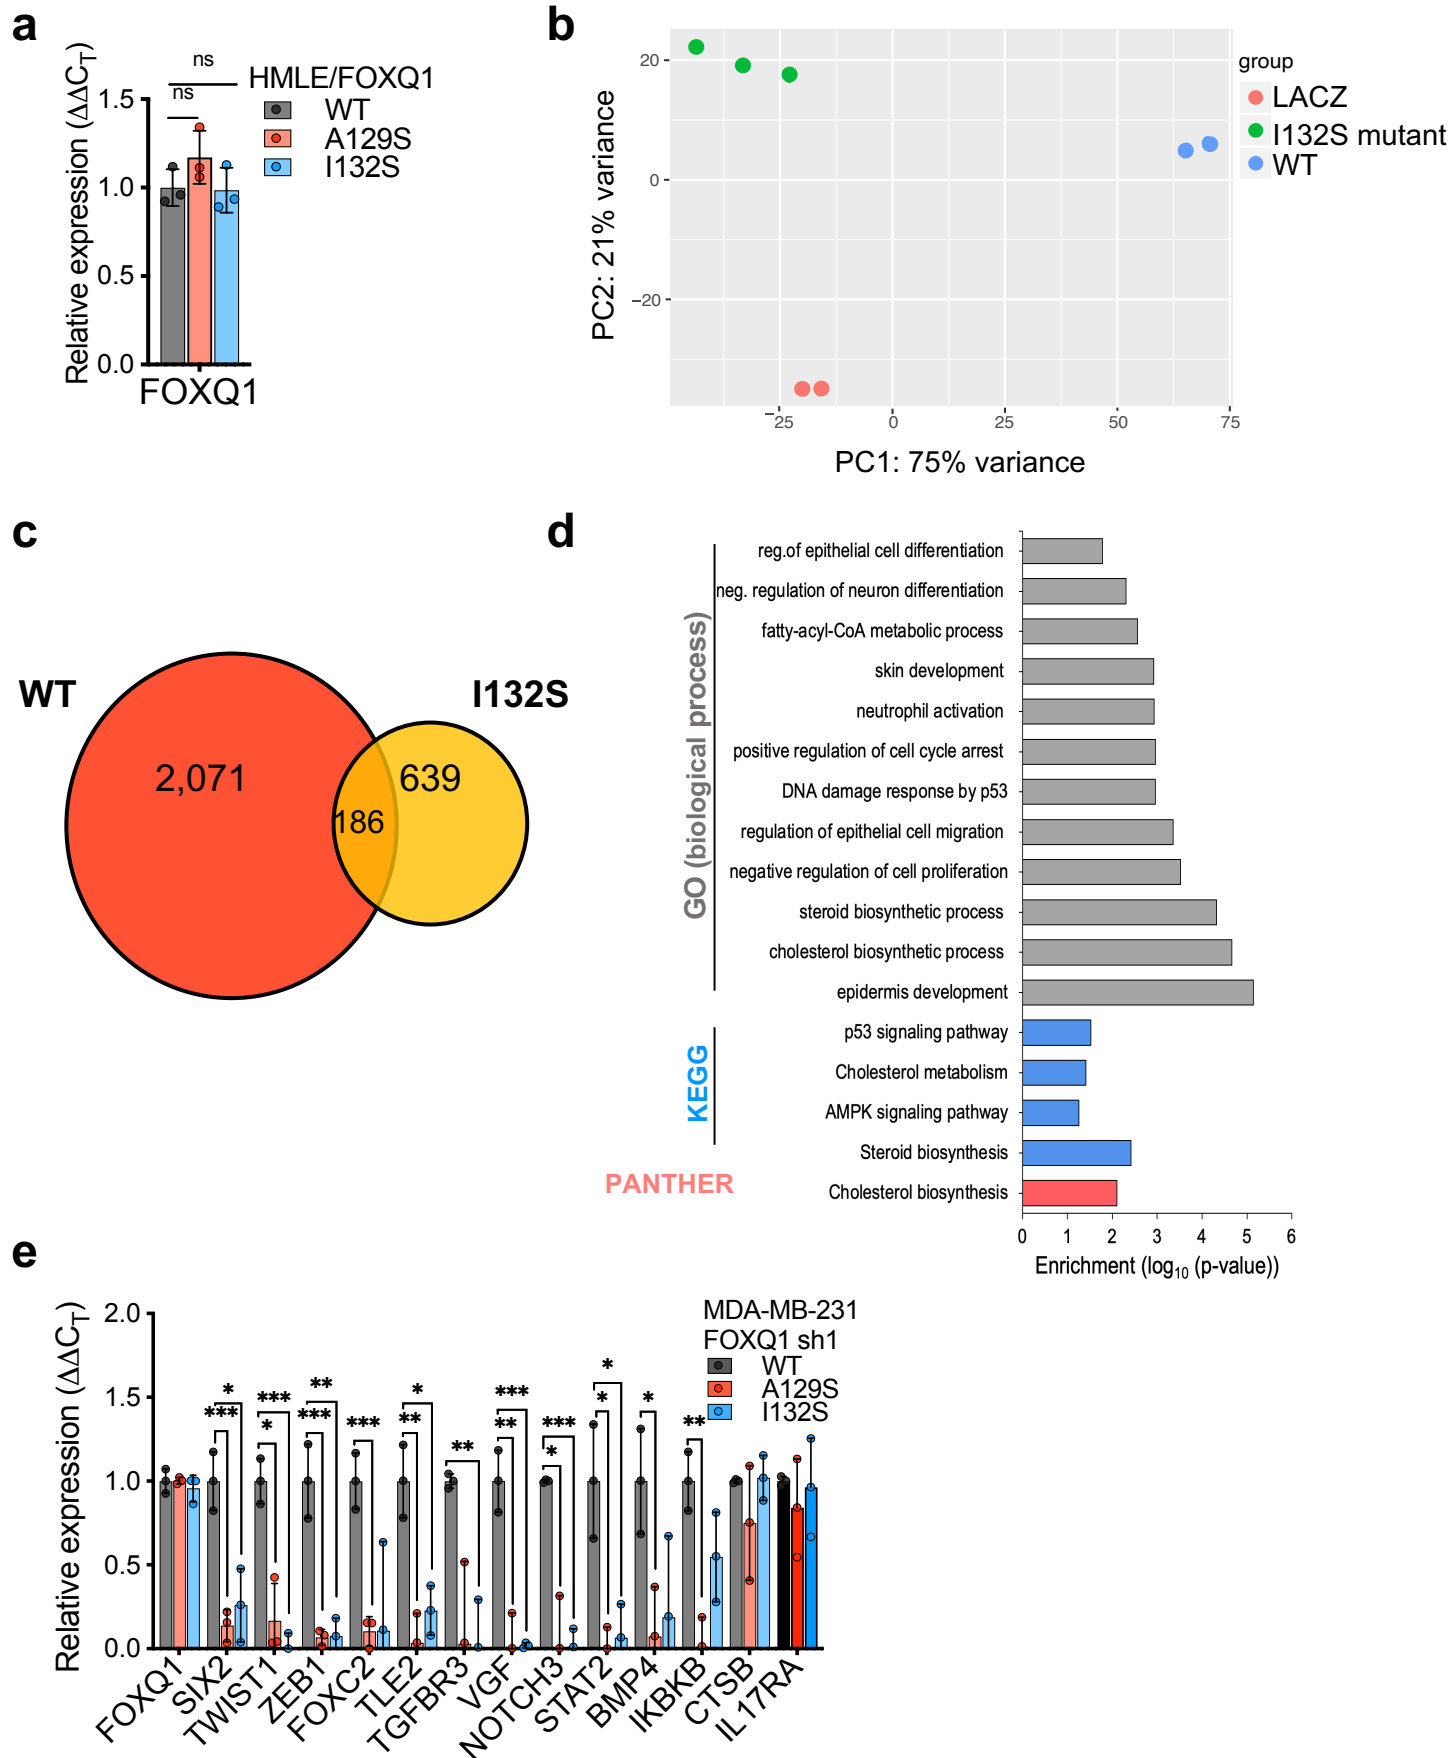 a
ns
ns
HMLE/FOXQ1
WT
A129S
I132S
Relative expression (ΔΔCT)
1.5
1.0
0.5
0.0
FOXQ1
b
PC2: 21% variance
20
0
−20
−25
0
25
50
75
PC1: 75% variance
group
LACZ
I132S mutant
WT
c
WT
I132S
2,071
639
186
d
GO (biological process)
reg.of epithelial cell differentiation
neg. regulation of neuron differentiation
fatty-acyl-CoA metabolic process
skin development
neutrophil activation
positive regulation of cell cycle arrest
DNA damage response by p53
regulation of epithelial cell migration
negative regulation of cell proliferation
steroid biosynthetic process
cholesterol biosynthetic process
epidermis development
KEGG
p53 signaling pathway
Cholesterol metabolism
AMPK signaling pathway
Steroid biosynthesis
PANTHER
Cholesterol biosynthesis
0 1 2 3 4 5 6
Enrichment (log10 (p-value))
e
Relative expression (ΔΔCT)
2.0
1.5
1.0
0.5
0.0
MDA-MB-231
FOXQ1 sh1
WT
A129S
I132S
*
***
***
*
**
***
***
*
**
**
***
**
***
*
*
*
*
**
FOXQ1
SIX2
TWIST1
ZEB1
FOXC2
TLE2
TGFBR3
VGF
NOTCH3
STAT2
BMP4
IKBKB
CTSB
IL17RA